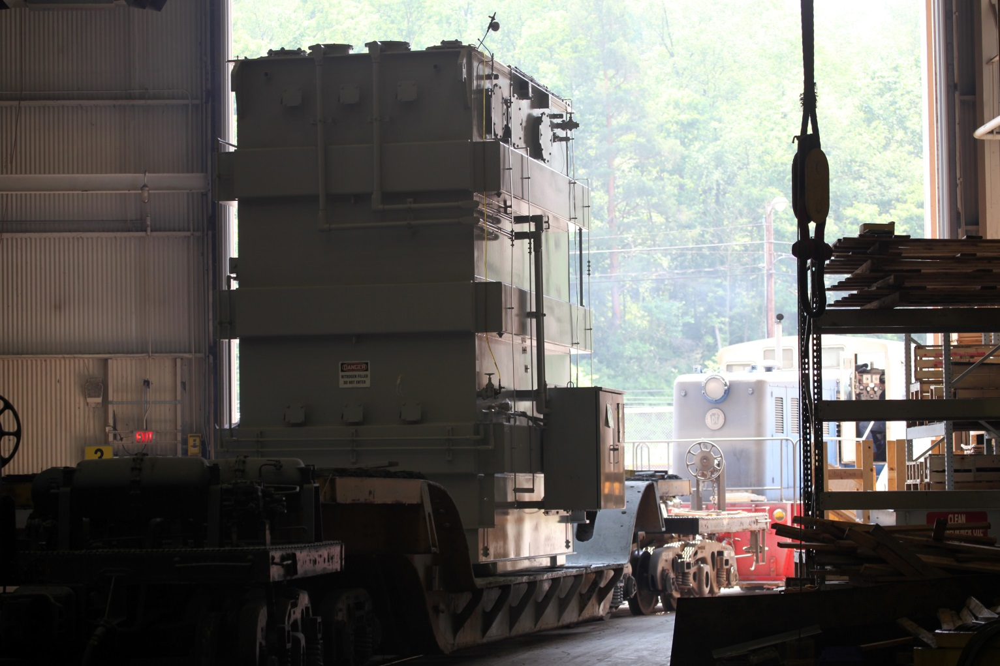 DANGER
NITROGEN FILLED
DO NOT ENTER
EXIT
2
CLEAN